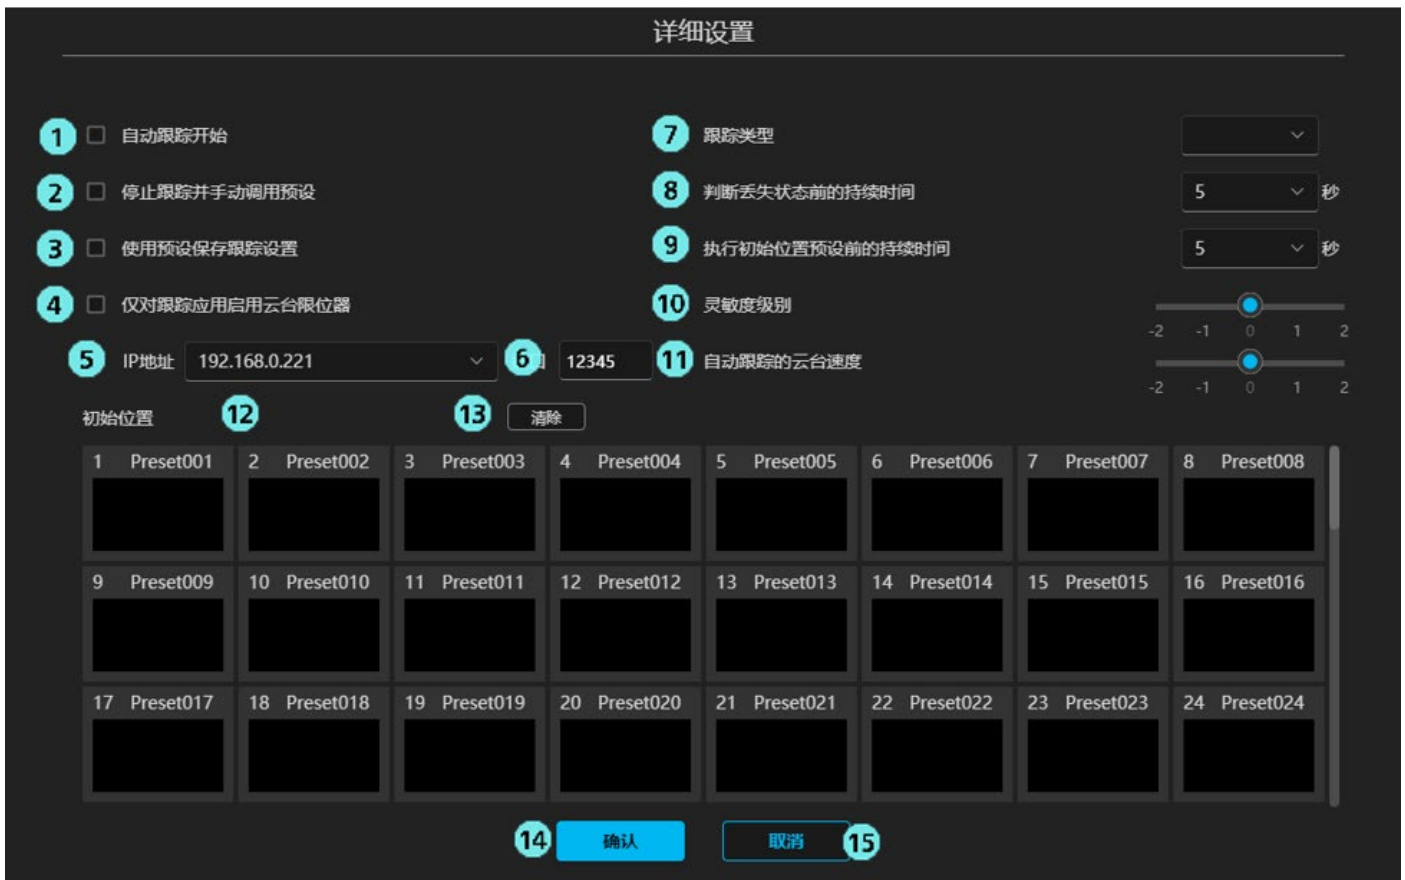 详细设置
1 自动跟踪开始
7 跟踪类型
2 停止跟踪并手动调用预设
8 判断丢失状态前的持续时间 5 秒
3 使用预设保存跟踪设置
9 执行初始位置预设前的持续时间 5 秒
4 仅对跟踪应用启用云台限位器
10 灵敏度级别
-2 -1 0 1 2
5 IP地址 192.168.0.221 6 12345
11 自动跟踪的云台速度
-2 -1 0 1 2
初始位置 12 13 清除
1 Preset001 2 Preset002 3 Preset003 4 Preset004 5 Preset005 6 Preset006 7 Preset007 8 Preset008
9 Preset009 10 Preset010 11 Preset011 12 Preset012 13 Preset013 14 Preset014 15 Preset015 16 Preset016
17 Preset017 18 Preset018 19 Preset019 20 Preset020 21 Preset021 22 Preset022 23 Preset023 24 Preset024
14 确认 取消 15